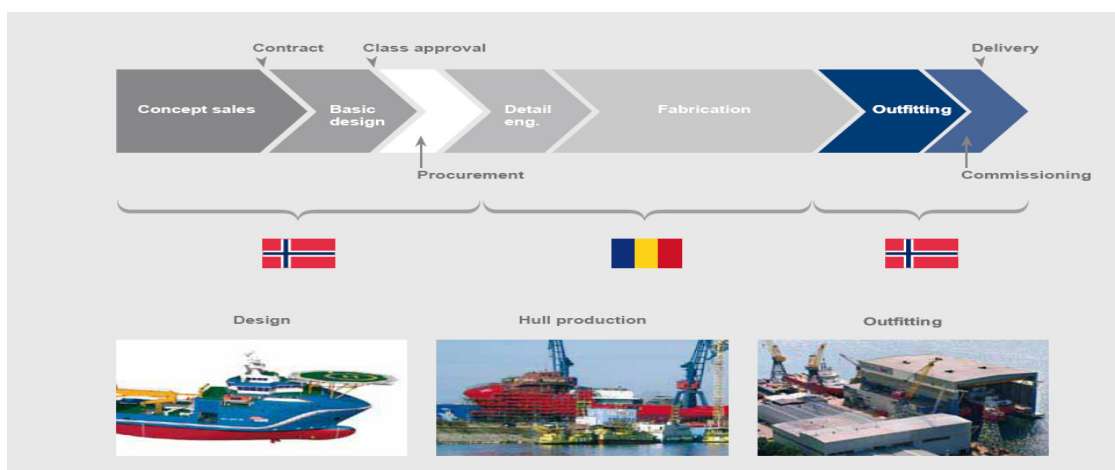 Contract
Class approval
Delivery
Concept sales
Basic
design
Detail
eng.
Fabrication
Outfitting
Procurement
Commissioning
Design
Hull production
Outfitting